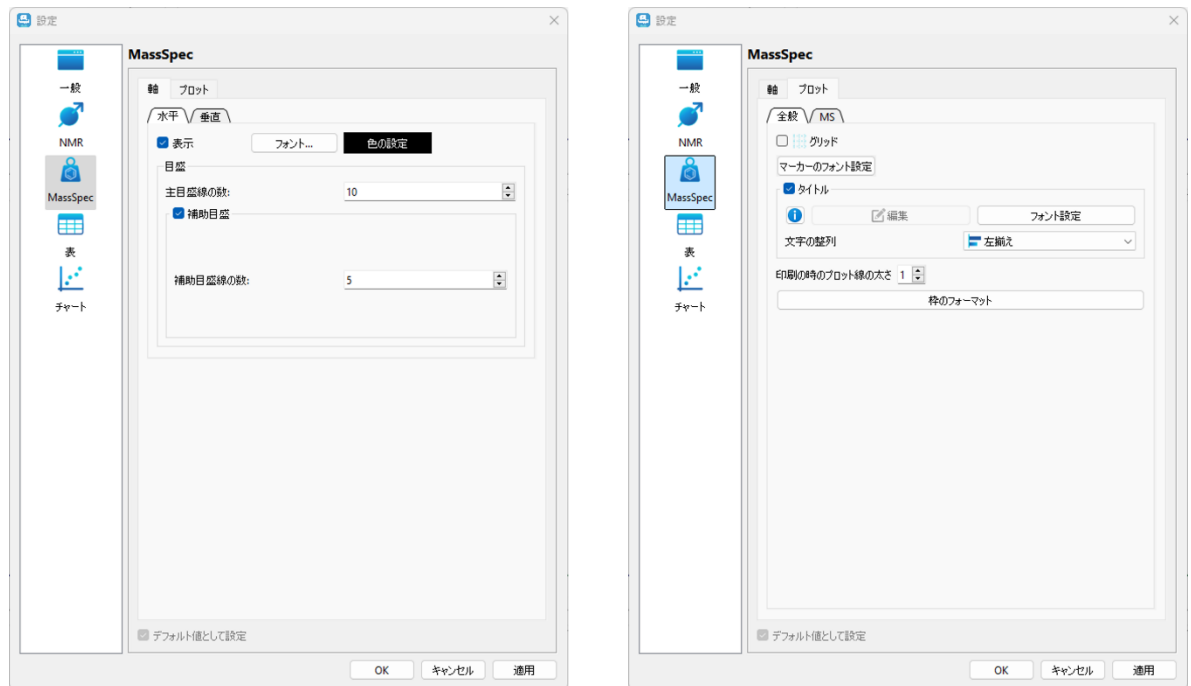 設定
MassSpec
一般
NMR
MassSpec
表
チャート
軸 プロット
水平 垂直
表示 フォント... 色の設定
目盛
主目盛線の数: 10
補助目盛
補助目盛線の数: 5
デフォルト値として設定
OK キャンセル 適用
設定
MassSpec
一般
NMR
MassSpec
表
チャート
軸 プロット
全般 MS
グリッド
マーカーのフォント設定
タイトル
編集 フォント設定
文字の整列 左揃え
印刷の時のプロット線の太さ 1
枠のフォーマット
デフォルト値として設定
OK キャンセル 適用